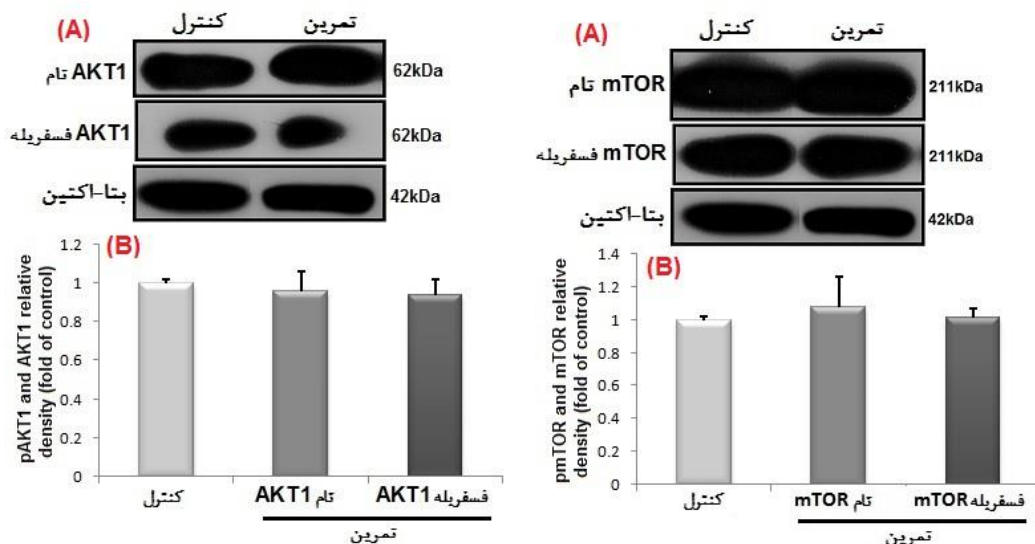 (A)
کنترل تمرین
AKT1 تام 62kDa
AKT1 فسفریله 62kDa
بتا-اکتین 42kDa
(B)
pAKT1 and AKT1 relative
density (fold of control)
1.2
1
0.8
0.6
0.4
0.2
0
کنترل
AKT1 تام
AKT1 فسفریله
تمرین
(A)
کنترل تمرین
mTOR تام 211kDa
mTOR فسفریله 211kDa
بتا-اکتین 42kDa
(B)
pmTOR and mTOR relative
density (fold of control)
1.4
1.2
1
0.8
0.6
0.4
0.2
0
کنترل
mTOR تام
mTOR فسفریله
تمرین